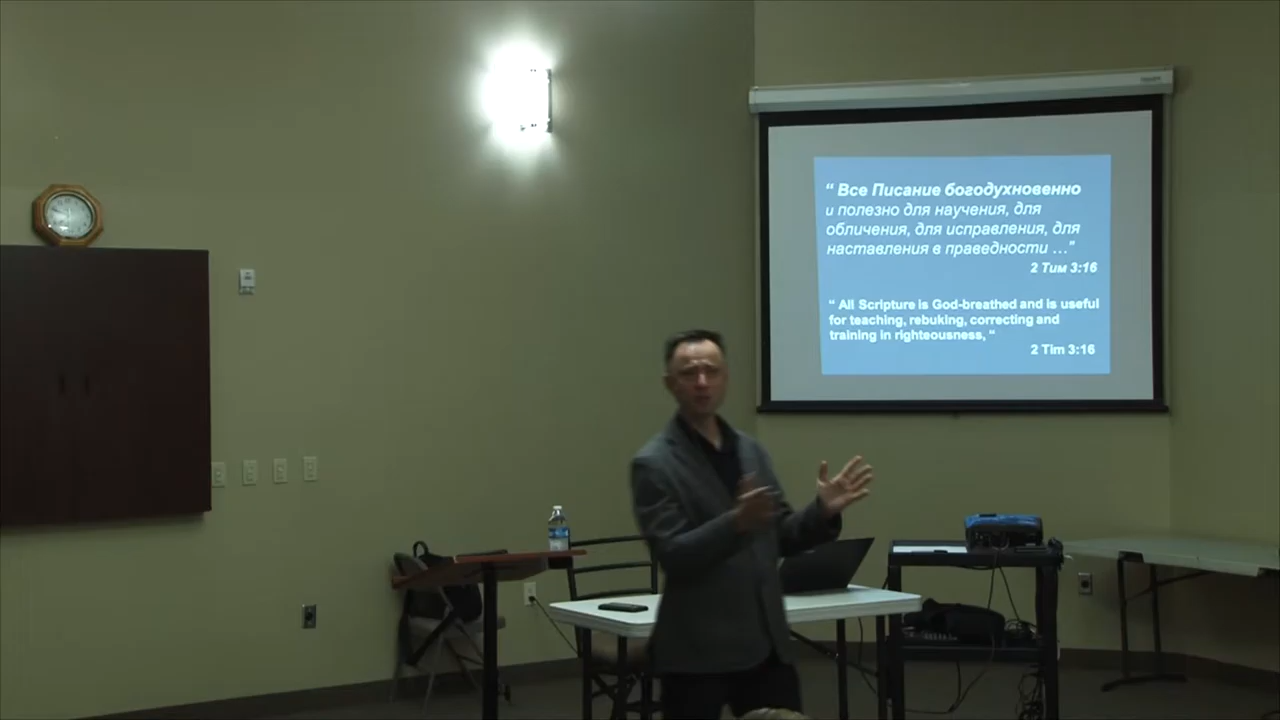 “ Все Писание богодухновенно
и полезно для научения, для
обличения, для исправления, для
наставления в праведности …”
2 Тим 3:16
“ All Scripture is God-breathed and is useful
for teaching, rebuking, correcting and
training in righteousness, “
2 Tim 3:16